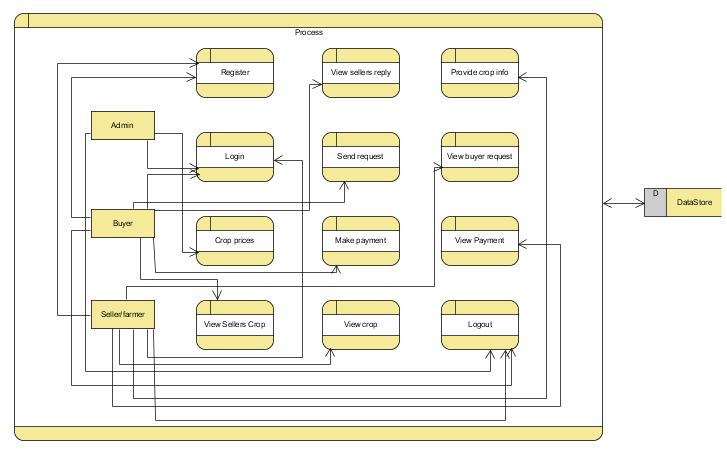 Process
Register
View sellers reply
Provide crop info
Admin
Login
Send request
View buyer request
D
DataStore
Buyer
Crop prices
Make payment
View Payment
Seller/farmer
View Sellers Crop
View crop
Logout